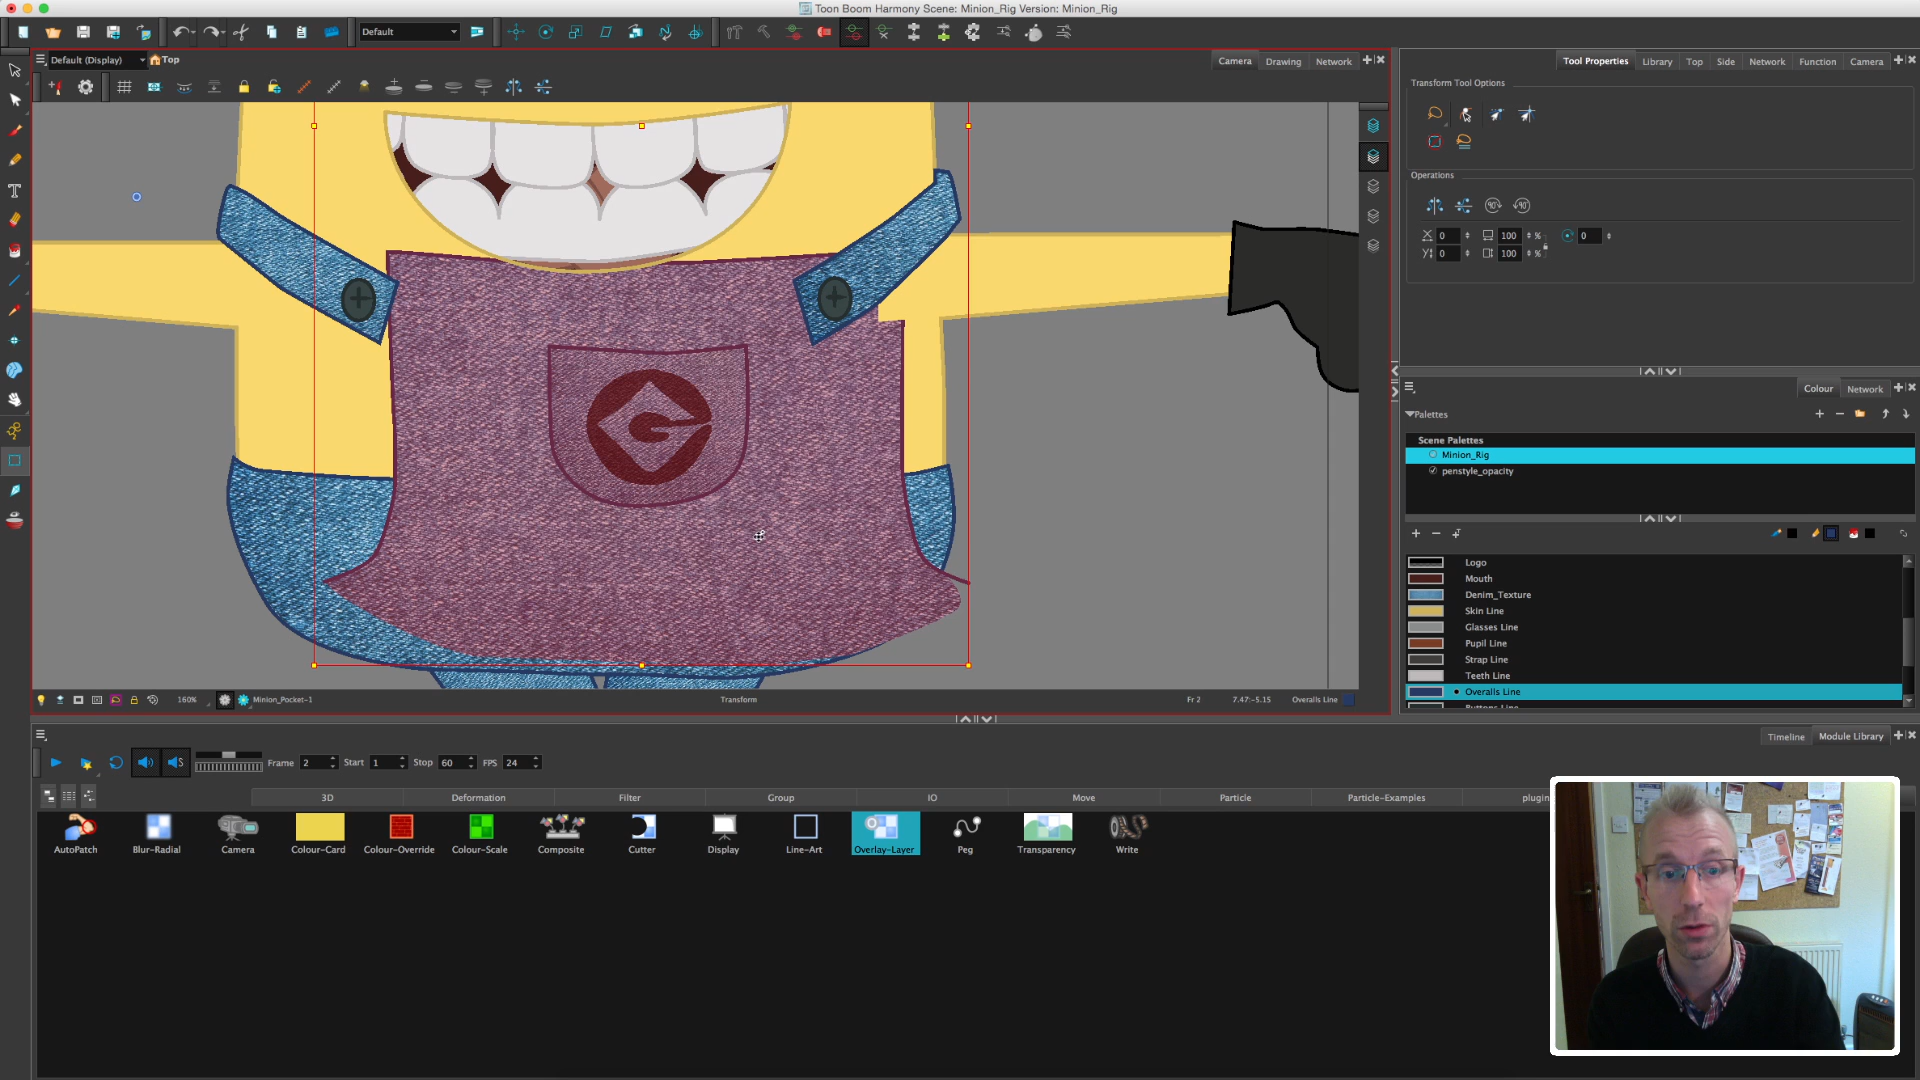 Toon Boom Harmony Scene: Minion_Rig Version: Minion_Rig
Default
Default (Display) Top
Camera Drawing Network
Tool Properties Library Top Side Network Function Camera
Transform Tool Options
Operations
X 0 100 % 0
Y 0 100 %
Colour Network
Palettes
Scene Palettes
Minion_Rig
penstyle_opacity
Logo
Mouth
Denim_Texture
Skin Line
Glasses Line
Pupil Line
Strap Line
Teeth Line
Overalls Line
Buttons Line
160% Minion_Pocket-1 Transform Fr 2 7.47:-5.15 Overalls Line
Timeline Module Library
Frame 2 Start 1 Stop 60 FPS 24
3D Deformation Filter Group IO Move Particle Particle-Examples plugin
AutoPatch Blur-Radial Camera Colour-Card Colour-Override Colour-Scale Composite Cutter Display Line-Art Overlay-Layer Peg Transparency Write